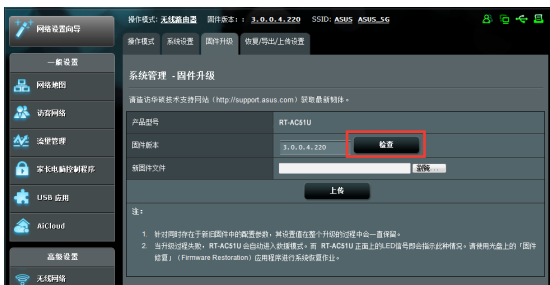 网络设置向导
操作模式: 无线路由器 固件版本: : 3.0.0.4.220 SSID: ASUS ASUS_5G
操作模式 系统设置 固件升级 恢复/导出/上传设置
一般设置
网络地图
访客网络
流量管理
家长电脑控制程序
USB 应用
AiCloud
高级设置
无线网络
系统管理 - 固件升级
请造访华硕技术支持网站 (http://support.asus.com) 获取最新韧体。
产品型号 RT-AC51U
固件版本 3.0.0.4.220 检查
新固件文件
上传
注:
1. 针对同时存在于新旧固件中的配置参数，其设置值在整个升级的过程中会一直保留。
2. 当升级过程失败，RT-AC51U 会自动进入救援模式。而 RT-AC51U 正面上的LED信号即会指示此种情况。请使用光盘上的「固件
修复」（Firmware Restoration）应用程序进行系统恢复作业。